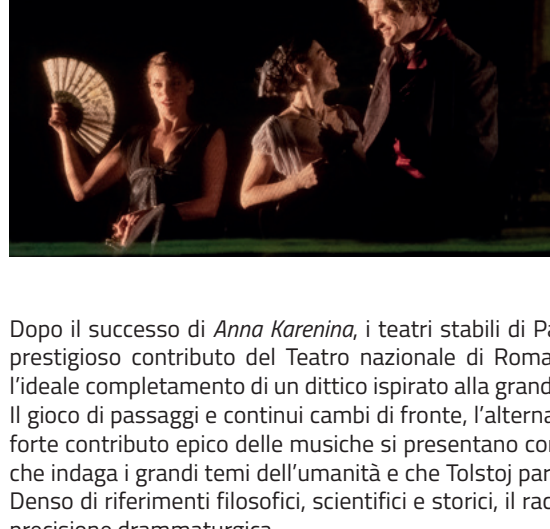 Dopo il successo di Anna Karenina, i teatri stabili di
prestigioso contributo del Teatro nazionale di Roma
l’ideale completamento di un dittico ispirato alla
Il gioco di passaggi e continui cambi di fronte,
forte contributo epico delle musiche si presentano
che indaga i grandi temi dell’umanità e che Tolstoj
Denso di riferimenti filosofici, scientifici e storici, il
precisione drammaturgica